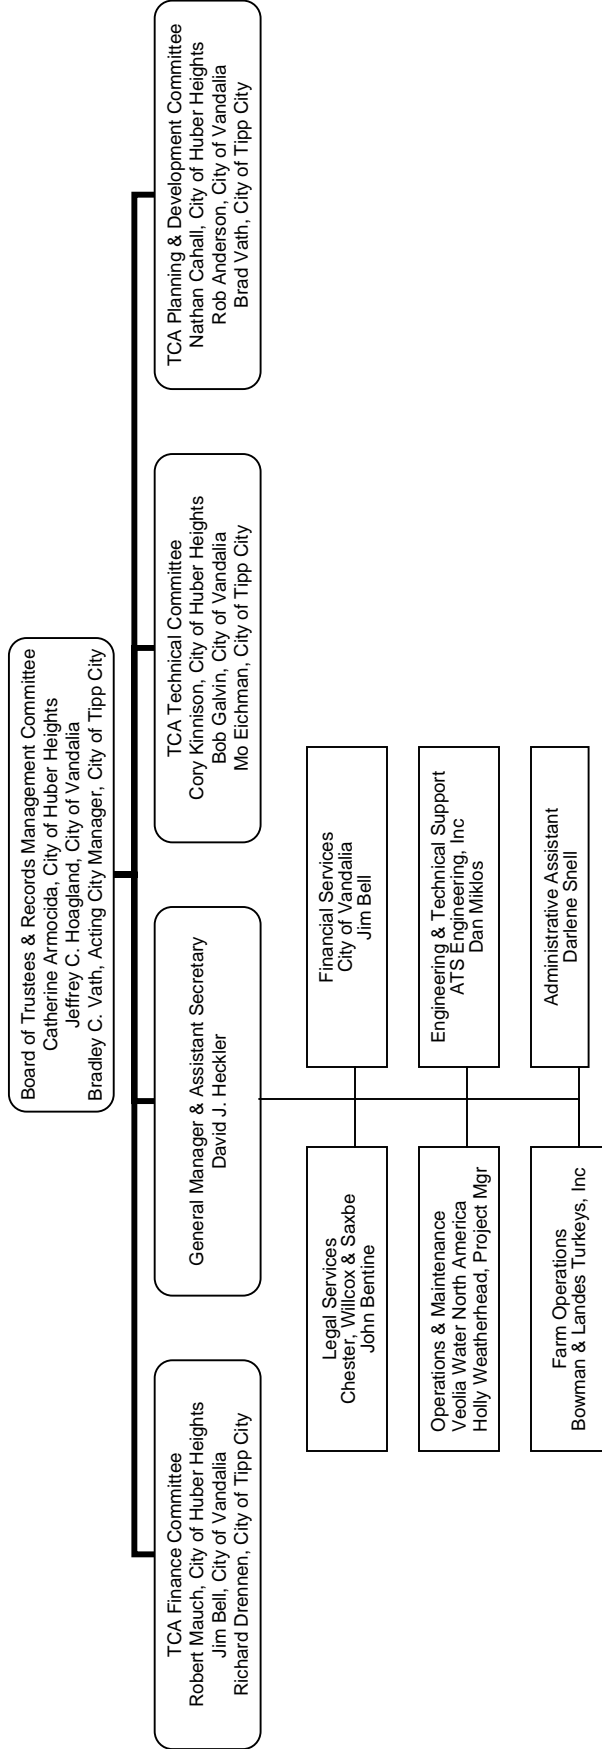 Board of Trustees & Records Management Committee
Catherine Armocida, City of Huber Heights
Jeffrey C. Hoagland, City of Vandalia
Bradley C. Vath, Acting City Manager, City of Tipp City
TCA Finance Committee
Robert Mauch, City of Huber Heights
Jim Bell, City of Vandalia
Richard Drennen, City of Tipp City
General Manager & Assistant Secretary
David J. Heckler
TCA Technical Committee
Cory Kinnison, City of Huber Heights
Bob Galvin, City of Vandalia
Mo Eichman, City of Tipp City
TCA Planning & Development Committee
Nathan Cahall, City of Huber Heights
Rob Anderson, City of Vandalia
Brad Vath, City of Tipp City
Legal Services
Chester, Willcox & Saxbe
John Bentine
Financial Services
City of Vandalia
Jim Bell
Operations & Maintenance
Veolia Water North America
Holly Weatherhead, Project Mgr
Engineering & Technical Support
ATS Engineering, Inc
Dan Miklos
Farm Operations
Bowman & Landes Turkeys, Inc
Administrative Assistant
Darlene Snell